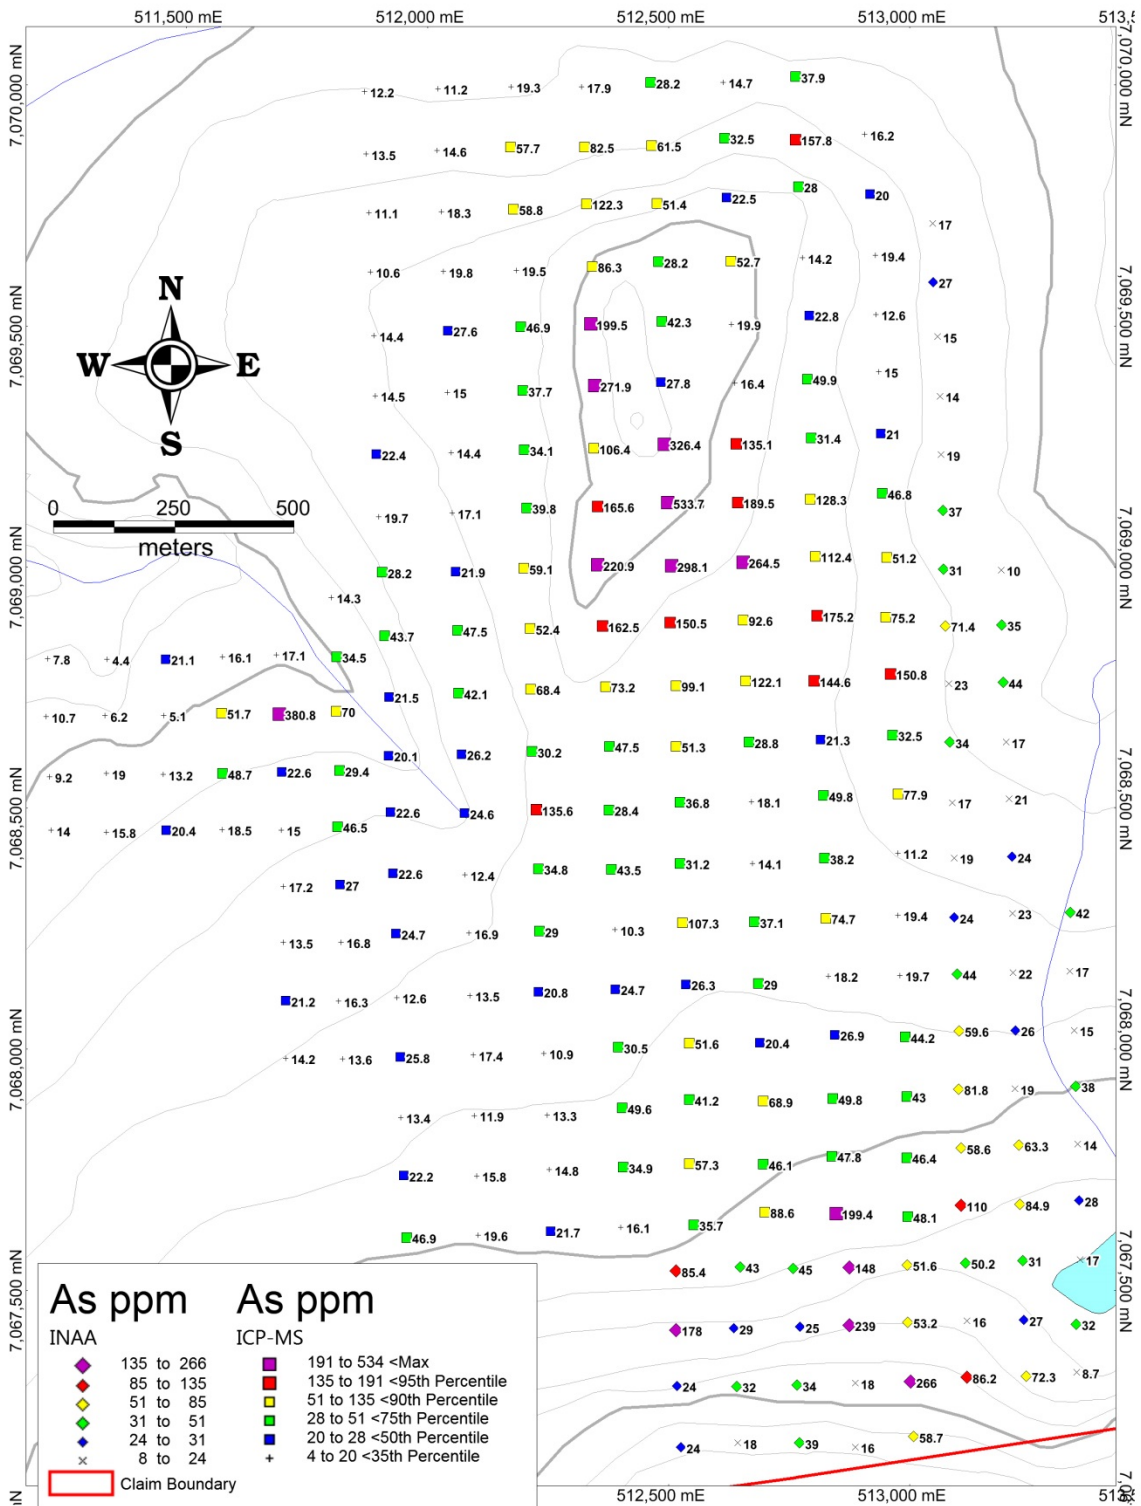 511,500 mE 512,000 mE 512,500 mE 513,000 mE 513,5
7,070,000 mN 7,070,000 mN
12.2 11.2 19.3 17.9 28.2 14.7 37.9
13.5 14.6 57.7 82.5 61.5 32.5 157.8 16.2
11.1 18.3 58.8 122.3 51.4 22.5 28 20
17
10.6 19.8 19.5 86.3 28.2 52.7 14.2 19.4
27
N
W E
S
7,069,500 mN 7,069,500 mN
14.4 27.6 46.9 199.5 42.3 19.9 22.8 12.6
15
14.5 15 37.7 271.9 27.8 16.4 49.9 15
14
22.4 14.4 34.1 106.4 326.4 135.1 31.4 21
19
0 250 500
meters
19.7 17.1 39.8 165.6 533.7 189.5 128.3 46.8 37
7,069,000 mN 7,069,000 mN
28.2 21.9 59.1 220.9 298.1 264.5 112.4 51.2 31 10
14.3
43.7 47.5 52.4 162.5 150.5 92.6 175.2 75.2 71.4 35
7.8 4.4 21.1 16.1 17.1 34.5
21.5 42.1 68.4 73.2 99.1 122.1 144.6 150.8 23 44
10.7 6.2 5.1 51.7 380.8 70
20.1 26.2 30.2 47.5 51.3 28.8 21.3 32.5 34 17
9.2 19 13.2 48.7 22.6 29.4
7,068,500 mN 7,068,500 mN
22.6 24.6 135.6 28.4 36.8 18.1 49.8 77.9 17 21
14 15.8 20.4 18.5 15 46.5
22.6 12.4 34.8 43.5 31.2 14.1 38.2 11.2 19 24
17.2 27
24.7 16.9 29 10.3 107.3 37.1 74.7 19.4 24 23 42
13.5 16.8
21.2 16.3 12.6 13.5 20.8 24.7 26.3 29 18.2 19.7 44 22 17
7,068,000 mN 7,068,000 mN
14.2 13.6 25.8 17.4 10.9 30.5 51.6 20.4 26.9 44.2 59.6 26 15
13.4 11.9 13.3 49.6 41.2 68.9 49.8 43 81.8 19 38
22.2 15.8 14.8 34.9 57.3 46.1 47.8 46.4 58.6 63.3 14
46.9 19.6 21.7 16.1 35.7 88.6 199.4 48.1 110 84.9 28
7,067,500 mN 7,067,500 mN
85.4 43 45 148 51.6 50.2 31 17
178 29 25 239 53.2 16 27 32
24 32 34 18 266 86.2 72.3 8.7
24 18 39 16 58.7
As ppm As ppm
INAA ICP-MS
135 to 266 191 to 534 <Max
85 to 135 135 to 191 <95th Percentile
51 to 85 51 to 135 <90th Percentile
31 to 51 28 to 51 <75th Percentile
24 to 31 20 to 28 <50th Percentile
8 to 24 4 to 20 <35th Percentile
Claim Boundary
512,500 mE 513,000 mE